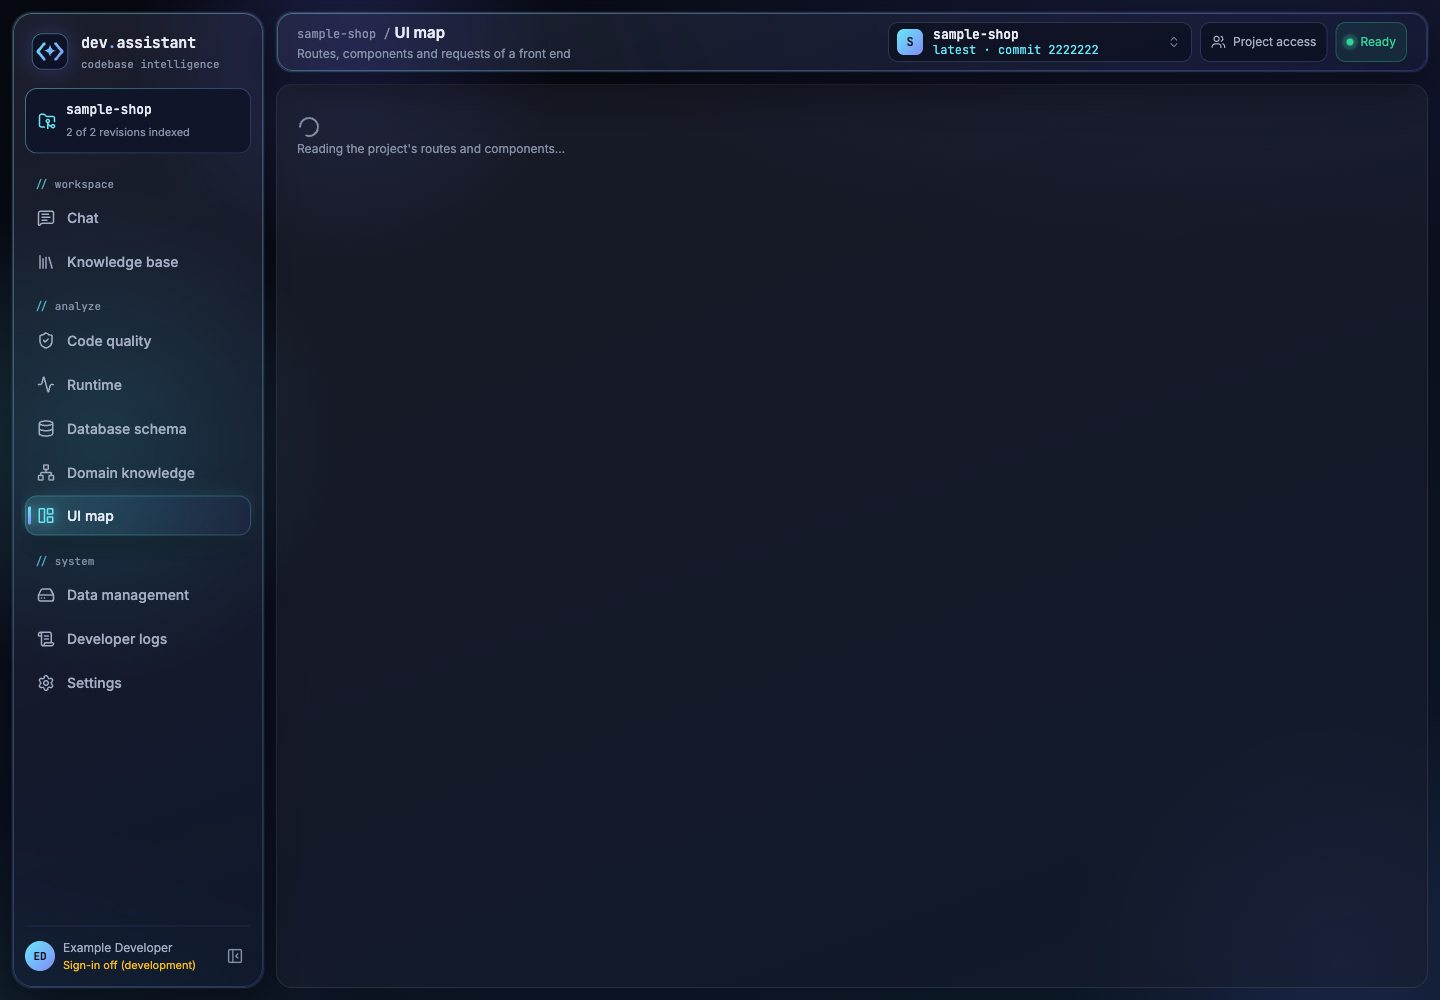 dev.assistant
codebase intelligence
sample-shop
2 of 2 revisions indexed
// workspace
Chat
Knowledge base
// analyze
Code quality
Runtime
Database schema
Domain knowledge
UI map
// system
Data management
Developer logs
Settings
ED
Example Developer
Sign-in off (development)
sample-shop / UI map
Routes, components and requests of a front end
S
sample-shop
latest · commit 2222222
Project access
Ready
Reading the project's routes and components...